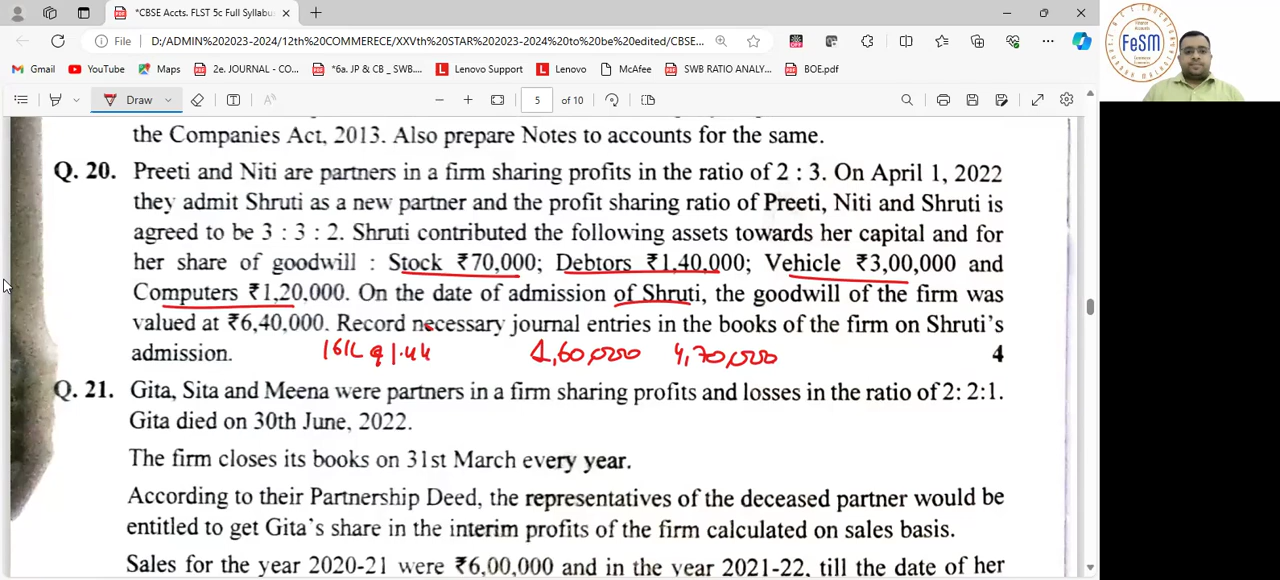 *CBSE Accts. FLST 5c Full Syllabu
File D:/ADMIN%202023-2024/12th%20COMMERECE/XXVth%20 %202023-2024%20to%20be%20edited/CBSE...
Gmail YouTube Maps 2e. JOURNAL - CO... *6a. JP & CB _ SWB.... Lenovo Support Lenovo McAfee SWB RATIO ANALY... BOE.pdf
Draw 5 of 10
the Companies Act, 2013. Also prepare Notes to accounts for the same.
Q. 20. Preeti and Niti are partners in a firm sharing profits in the ratio of 2 : 3. On April 1, 2022
they admit Shruti as a new partner and the profit sharing ratio of Preeti, Niti and Shruti is
agreed to be 3 : 3 : 2. Shruti contributed the following assets towards her capital and for
her share of goodwill : Stock ₹70,000; Debtors ₹1,40,000; Vehicle ₹3,00,000 and
Computers ₹1,20,000. On the date of admission of Shruti, the goodwill of the firm was
valued at ₹6,40,000. Record necessary journal entries in the books of the firm on Shruti's
admission. 4
1,60,000 4,70,000
Q. 21. Gita, Sita and Meena were partners in a firm sharing profits and losses in the ratio of 2: 2:1.
Gita died on 30th June, 2022.
The firm closes its books on 31st March every year.
According to their Partnership Deed, the representatives of the deceased partner would be
entitled to get Gita's share in the interim profits of the firm calculated on sales basis.
Sales for the year 2020-21 were ₹6,00,000 and in the year 2021-22, till the date of her
FeSM